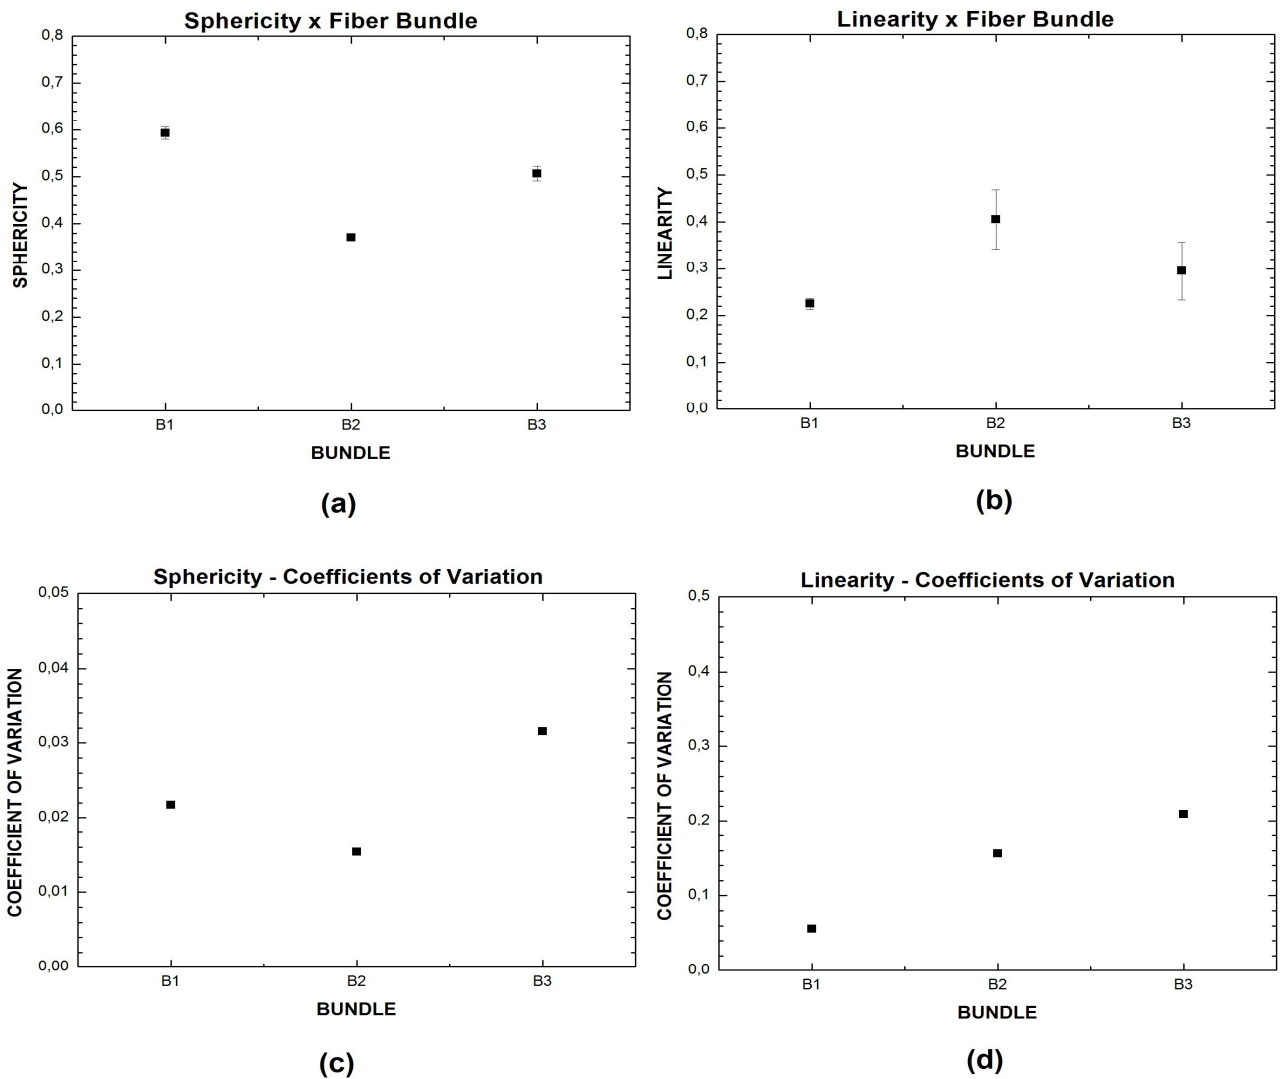 Sphericity x Fiber Bundle
0,8
0,7
0,6
0,5
0,4
0,3
0,2
0,1
0,0
SPHERICITY
B1 B2 B3
BUNDLE
(a)
Linearity x Fiber Bundle
0,8
0,7
0,6
0,5
0,4
0,3
0,2
0,1
0,0
LINEARITY
B1 B2 B3
BUNDLE
(b)
Sphericity - Coefficients of Variation
0,05
0,04
0,03
0,02
0,01
0,00
COEFFICIENT OF VARIATION
B1 B2 B3
BUNDLE
(c)
Linearity - Coefficients of Variation
0,5
0,4
0,3
0,2
0,1
0,0
COEFFICIENT OF VARIATION
B1 B2 B3
BUNDLE
(d)